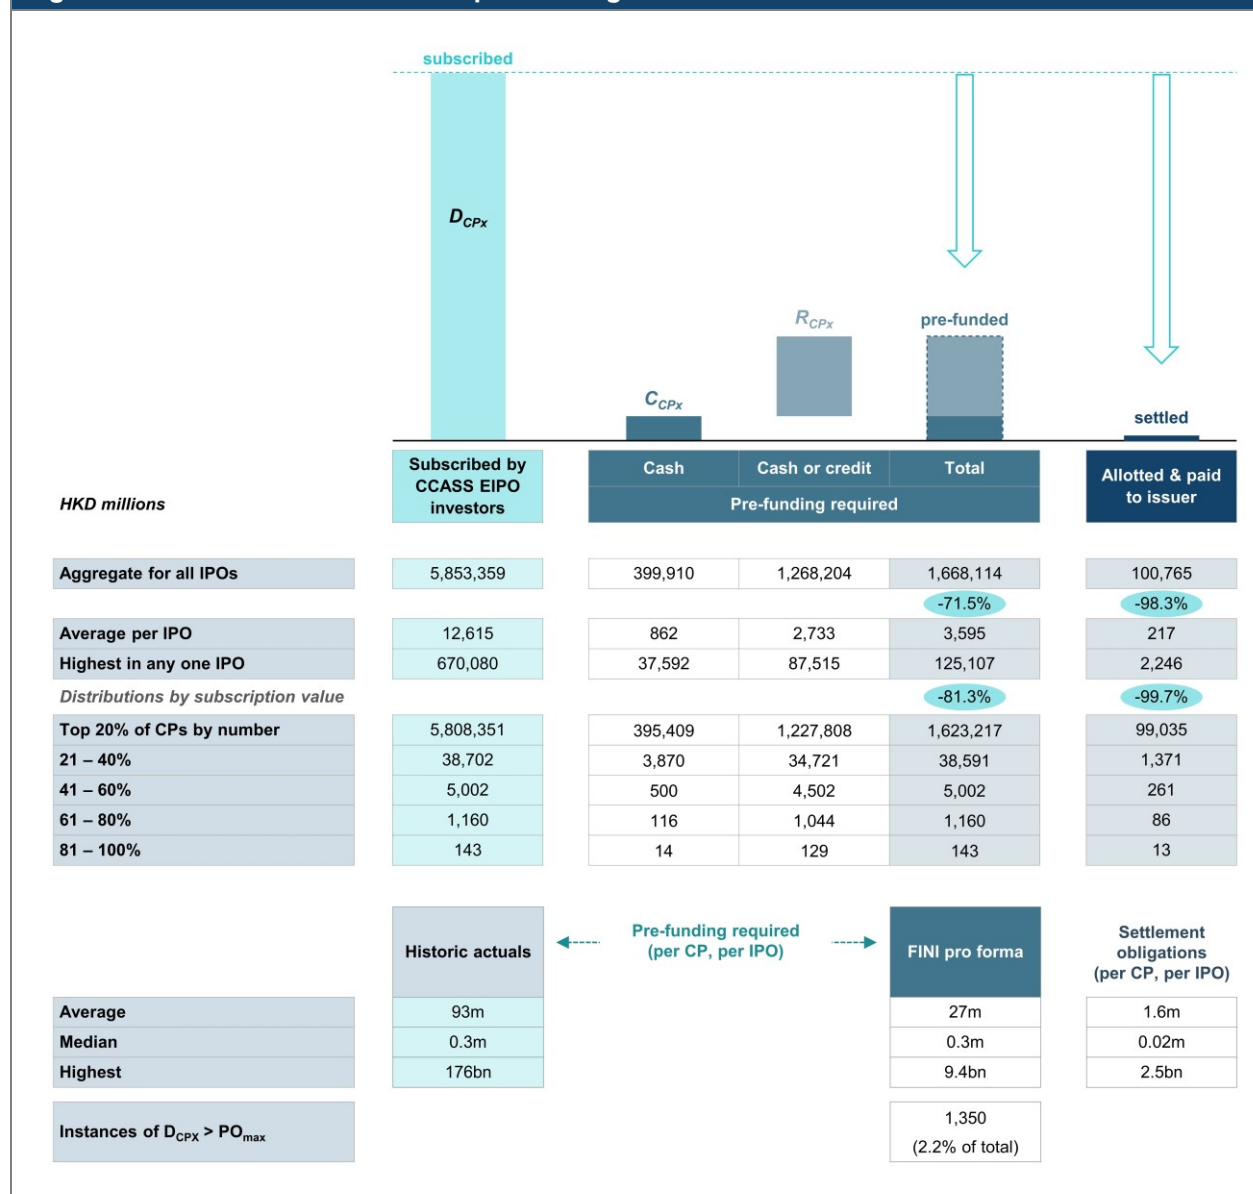 subscribed
D_CPx
R_CPx
pre-funded
C_CPx
settled
HKD millions
Subscribed by
CCASS EIPO
investors
Cash Cash or credit Total
Pre-funding required
Allotted & paid
to issuer
Aggregate for all IPOs 5,853,359 399,910 1,268,204 1,668,114 100,765
-71.5% -98.3%
Average per IPO 12,615 862 2,733 3,595 217
Highest in any one IPO 670,080 37,592 87,515 125,107 2,246
Distributions by subscription value -81.3% -99.7%
Top 20% of CPs by number 5,808,351 395,409 1,227,808 1,623,217 99,035
21 – 40% 38,702 3,870 34,721 38,591 1,371
41 – 60% 5,002 500 4,502 5,002 261
61 – 80% 1,160 116 1,044 1,160 86
81 – 100% 143 14 129 143 13
Historic actuals
Pre-funding required
(per CP, per IPO)
FINI pro forma
Settlement
obligations
(per CP, per IPO)
Average 93m 27m 1.6m
Median 0.3m 0.3m 0.02m
Highest 176bn 9.4bn 2.5bn
Instances of D_CPX > PO_max
1,350
(2.2% of total)